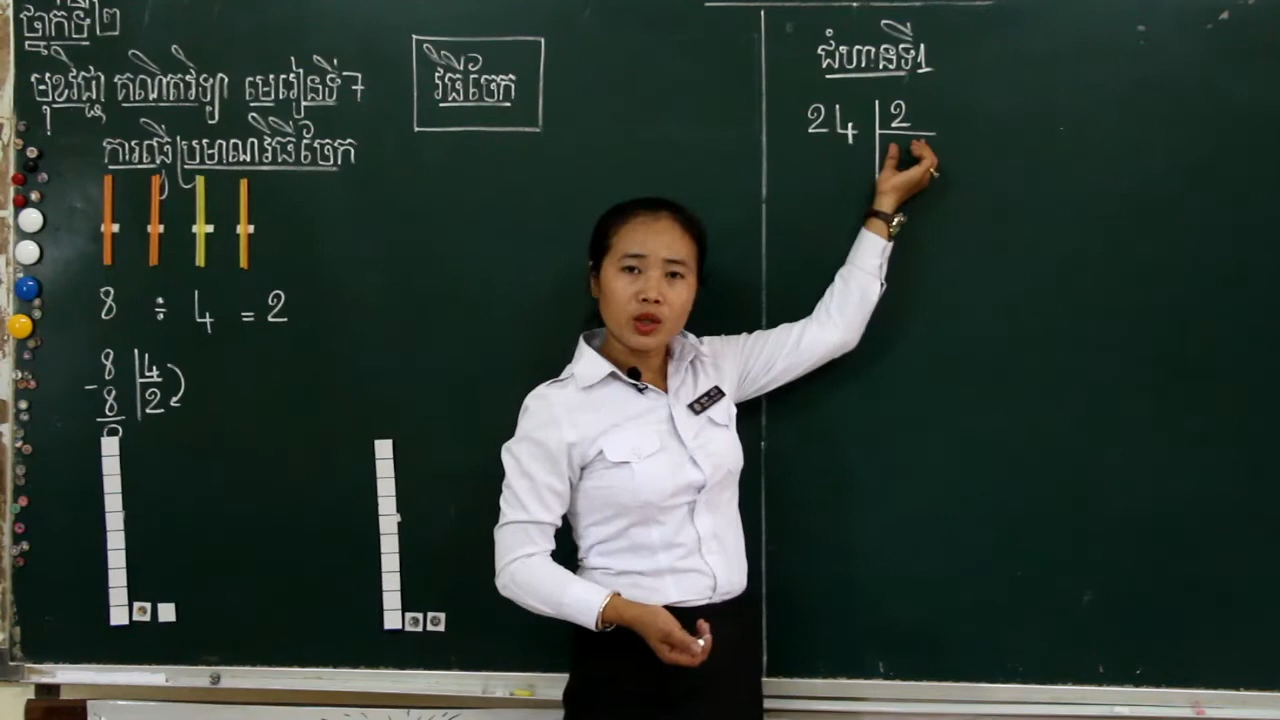 ថ្នាក់ទី២
មុខវិជ្ជា គណិតវិទ្យា មេរៀនទី7
ការធ្វើប្រមាណវិធីចែក
8 ÷ 4 = 2
8 4
- 8 2
0
វិធីចែក
ជំហានទី1
24 2